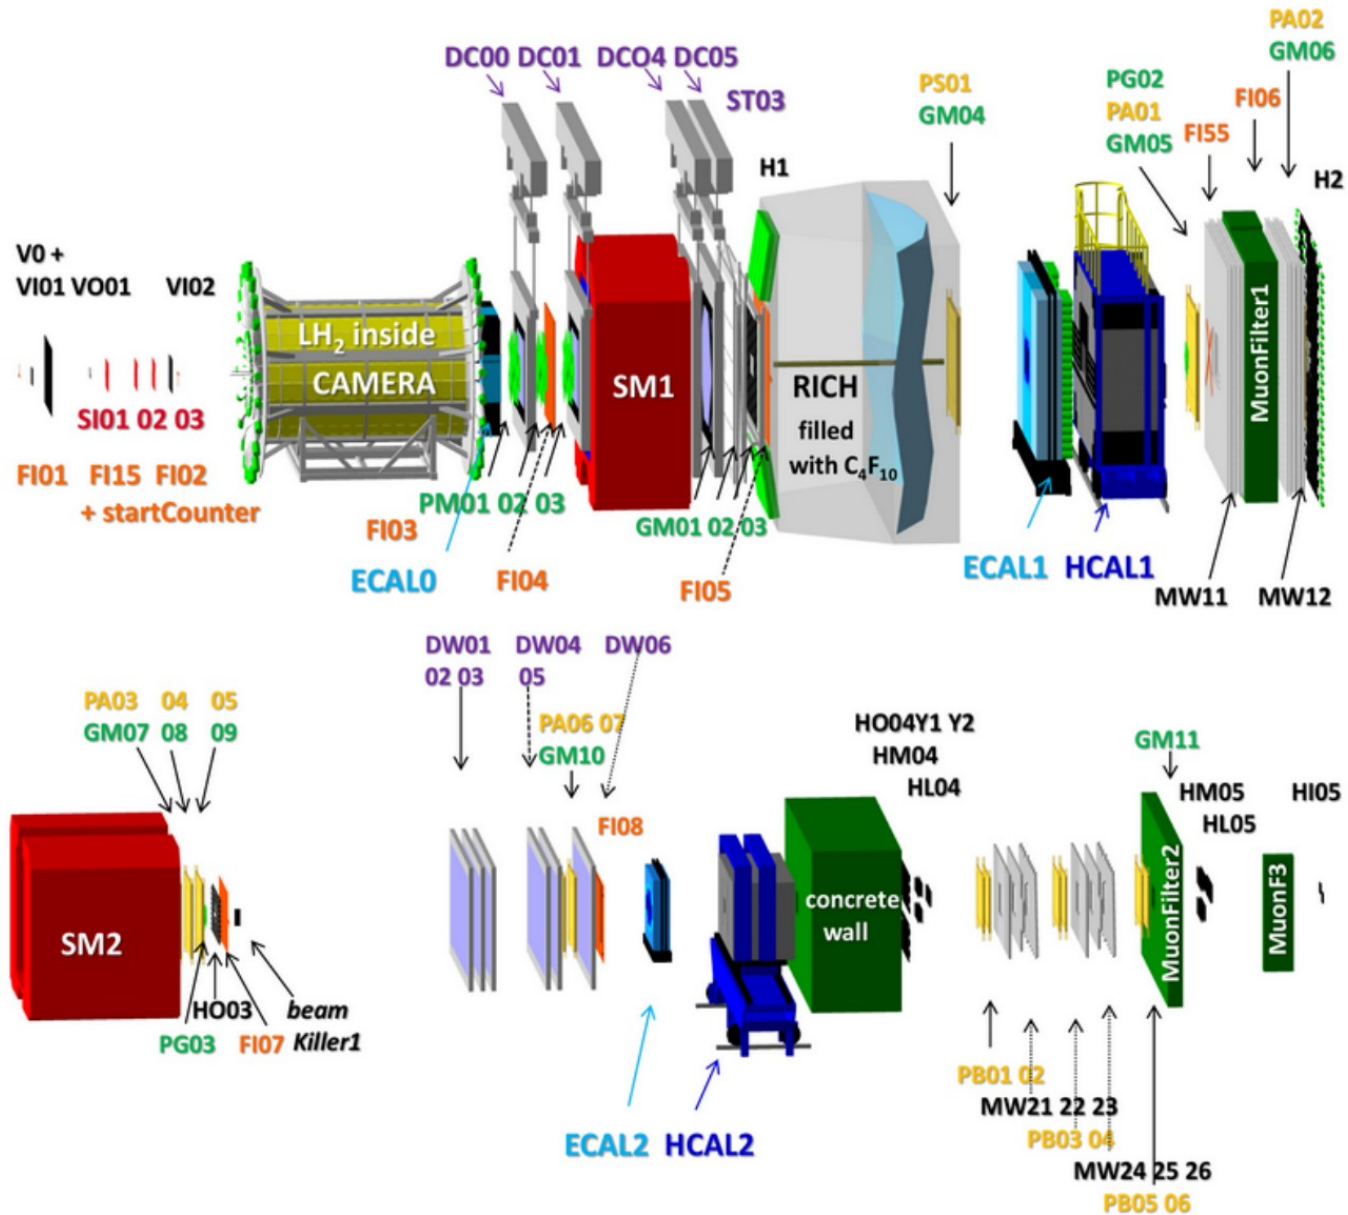 PA02
GM06
DC00 DC01 DCO4 DC05
ST03
PS01
GM04
PG02
PA01
GM05
FI55
FI06
H1
H2
V0 +
VI01 VO01 VI02
LH2 inside
CAMERA
SM1
RICH
filled
with C4F10
MuonFilter1
SI01 02 03
FI01 FI15 FI02
+ startCounter
PM01 02 03
FI03
GM01 02 03
ECAL0
FI04
FI05
ECAL1 HCAL1
MW11 MW12
DW01 DW04 DW06
02 03 05
PA03 04 05
GM07 08 09
PA06 07
GM10
HO04Y1 Y2
HM04
HL04
GM11
HM05
HL05
HI05
FI08
SM2
concrete
wall
MuonFilter2
MuonF3
HO03 beam
PG03 FI07 Killer1
PB01 02
MW21 22 23
PB03 04
ECAL2 HCAL2
MW24 25 26
PB05 06